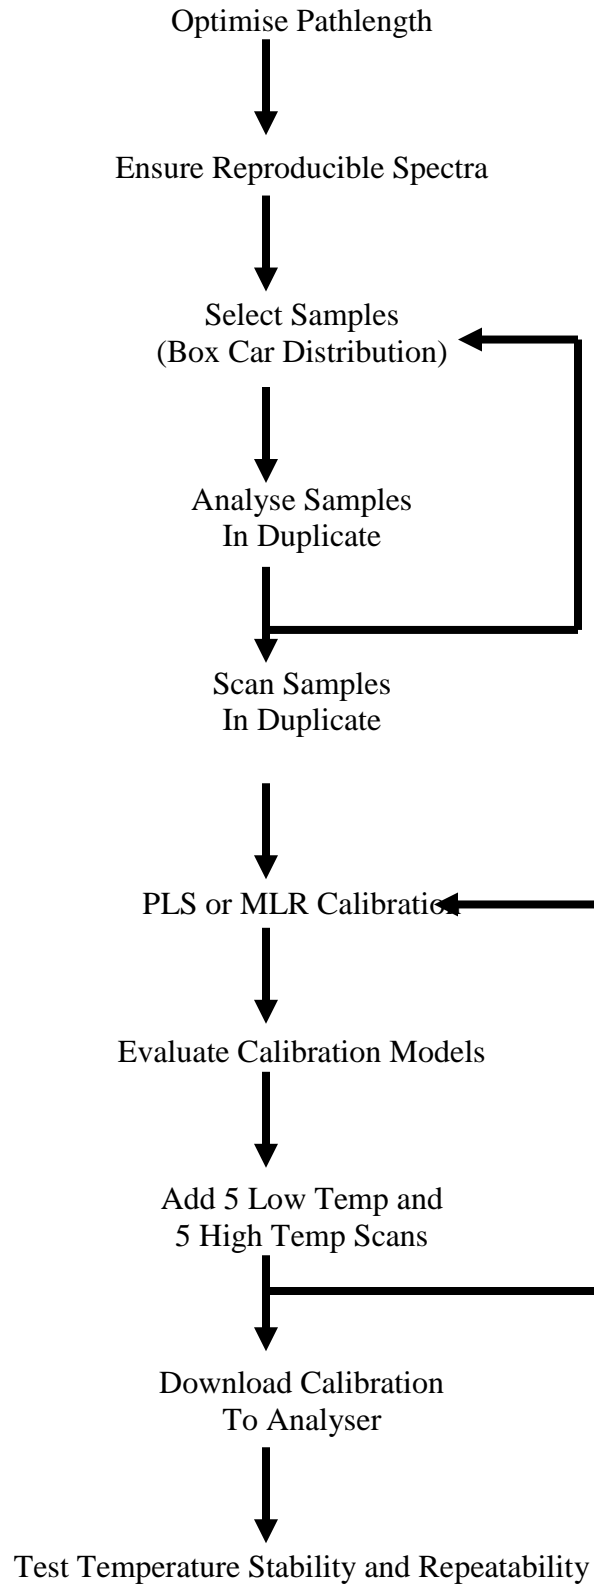 Optimise Pathlength
Ensure Reproducible Spectra
Select Samples
(Box Car Distribution)
Analyse Samples
In Duplicate
Scan Samples
In Duplicate
PLS or MLR Calibration
Evaluate Calibration Models
Add 5 Low Temp and
5 High Temp Scans
Download Calibration
To Analyser
Test Temperature Stability and Repeatability